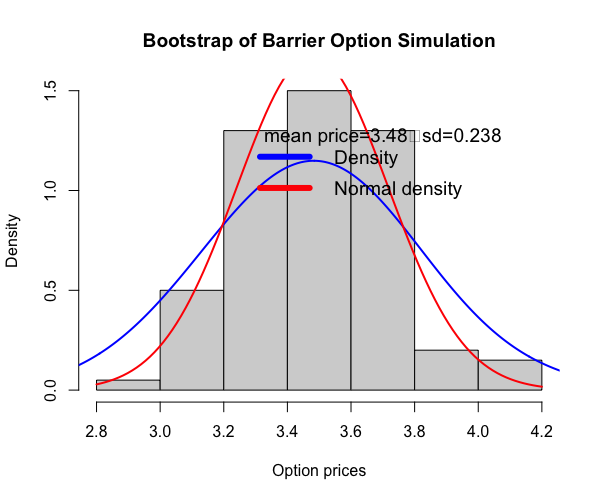 Bootstrap of Barrier Option Simulation
mean price=3.48□sd=0.238
Density
Normal density
Density
0.0
0.5
1.0
1.5
2.8 3.0 3.2 3.4 3.6 3.8 4.0 4.2
Option prices